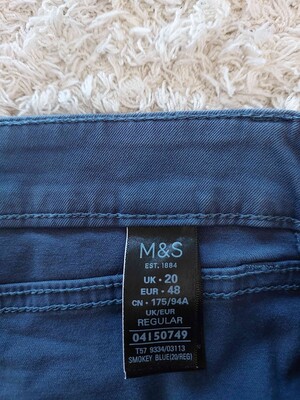 M&S
EST. 1884
UK • 20
EUR • 48
CN • 175/94A
UK/EUR
REGULAR
04150749
T57 9334/03113
SMOKEY BLUE(20/REG)